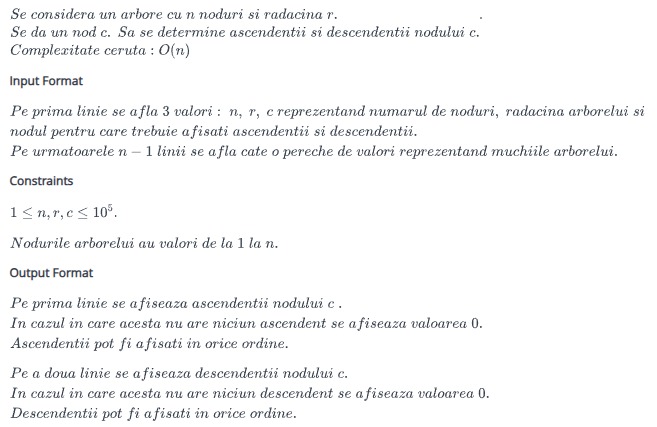 Se considera un arbore cu n noduri si radacina r.
Se da un nod c. Sa se determine ascendentii si descendentii nodului c.
Complexitate ceruta : O(n)
Input Format
Pe prima linie se afla 3 valori : n, r, c reprezentand numarul de noduri, radacina arborelui si
nodul pentru care trebuie afisati ascendentii si descendentii.
Pe urmatoarele n − 1 linii se afla cate o pereche de valori reprezentand muchiile arborelui.
Constraints
1 ≤ n, r, c ≤ 10⁵.
Nodurile arborelui au valori de la 1 la n.
Output Format
Pe prima linie se afiseaza ascendentii nodului c .
In cazul in care acesta nu are niciun ascendent se afiseaza valoarea 0.
Ascendentii pot fi afisati in orice ordine.
Pe a doua linie se afiseaza descendentii nodului c.
In cazul in care acesta nu are niciun descendent se afiseaza valoarea 0.
Descendentii pot fi afisati in orice ordine.